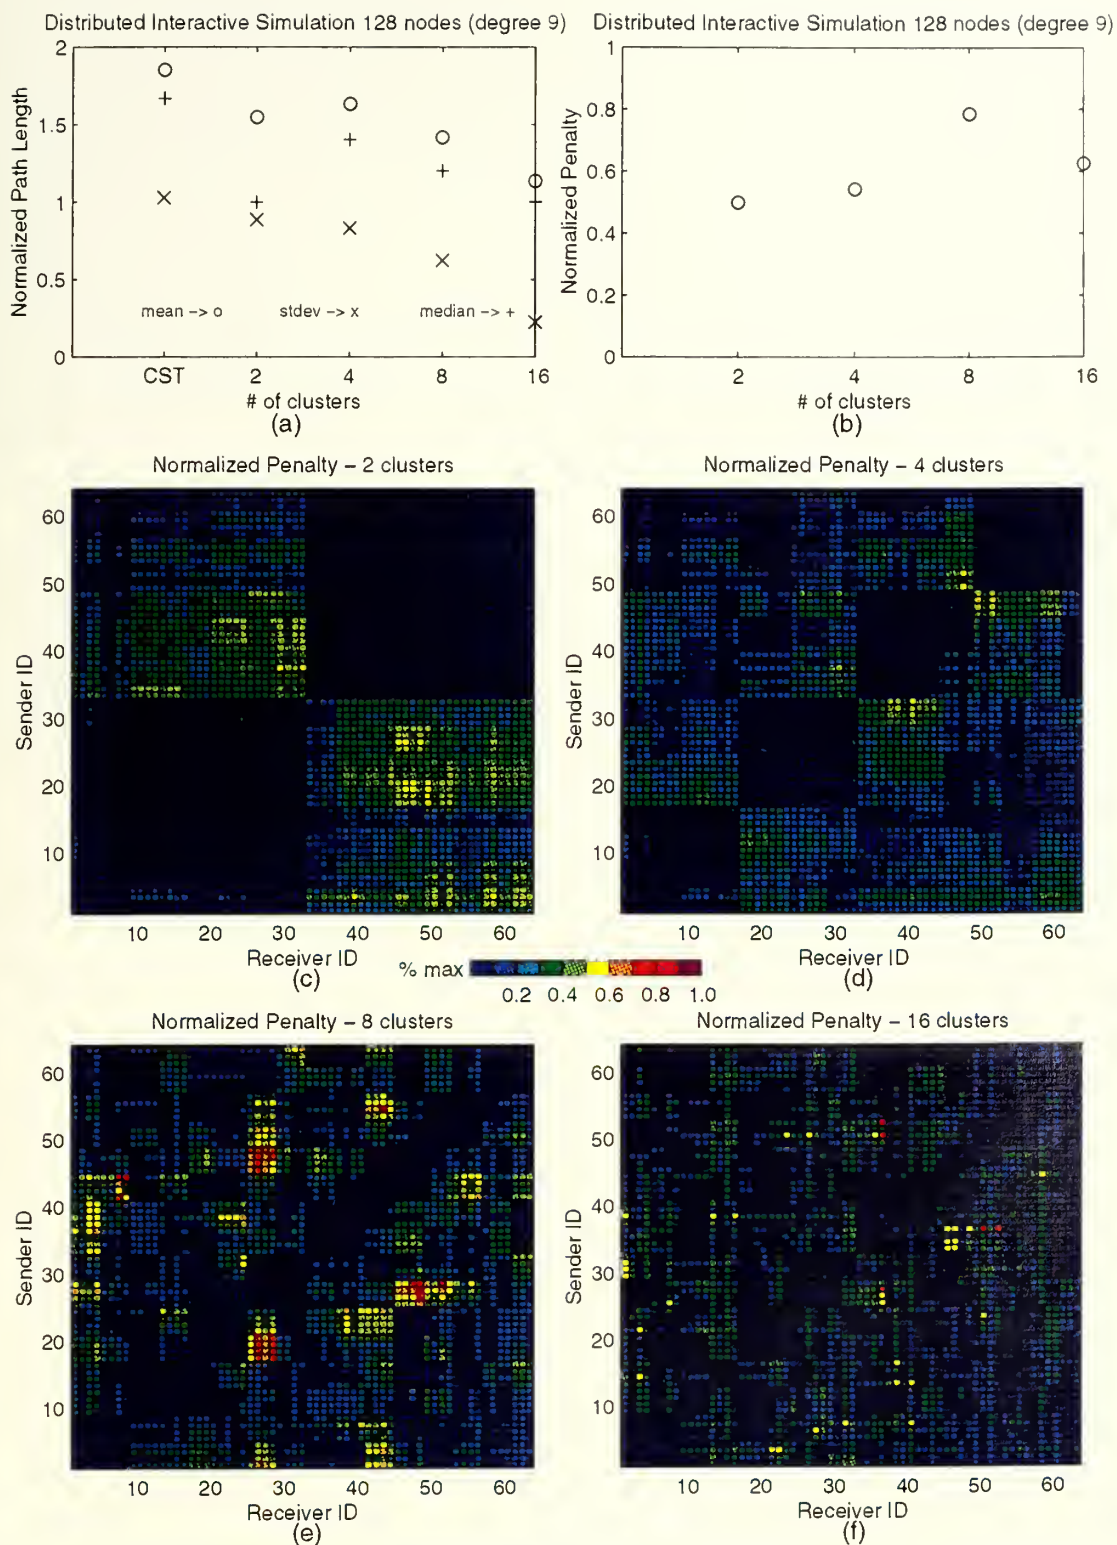 Distributed Interactive Simulation 128 nodes (degree 9)
2
1.5
1
0.5
0
Normalized Path Length
mean -> o
stdev -> x
median -> +
CST
2
4
8
16
# of clusters
(a)
Distributed Interactive Simulation 128 nodes (degree 9)
1
0.8
0.6
0.4
0.2
0
Normalized Penalty
2
4
8
16
# of clusters
(b)
Normalized Penalty – 2 clusters
60
50
40
30
20
10
Sender ID
10 20 30 40 50 60
Receiver ID
(c)
Normalized Penalty – 4 clusters
60
50
40
30
20
10
Sender ID
10 20 30 40 50 60
Receiver ID
(d)
% max
0.2 0.4 0.6 0.8 1.0
Normalized Penalty – 8 clusters
60
50
40
30
20
10
Sender ID
10 20 30 40 50 60
Receiver ID
(e)
Normalized Penalty – 16 clusters
60
50
40
30
20
10
Sender ID
10 20 30 40 50 60
Receiver ID
(f)